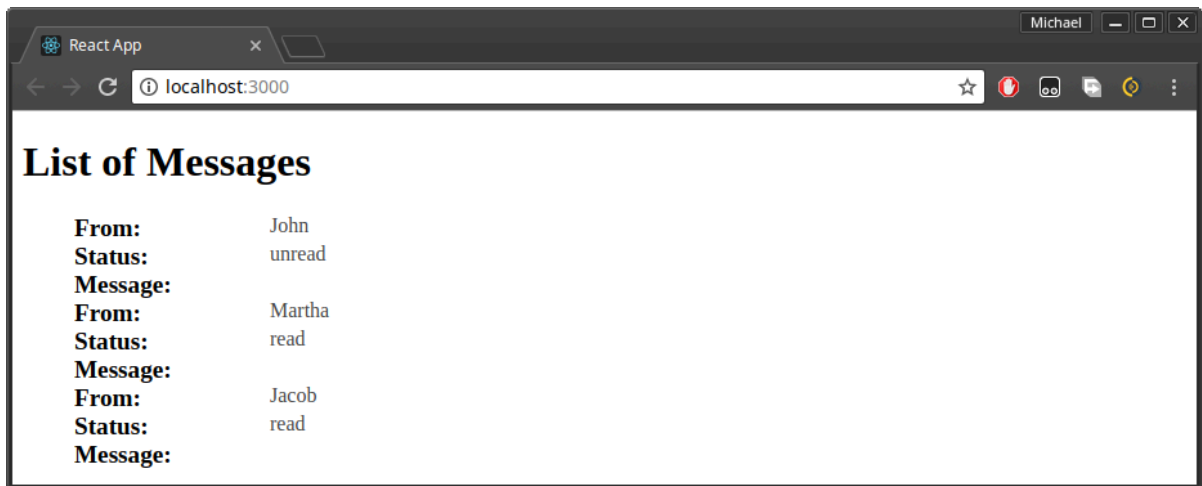 Michael
React App
localhost:3000
List of Messages
From: John
Status: unread
Message:
From: Martha
Status: read
Message:
From: Jacob
Status: read
Message: